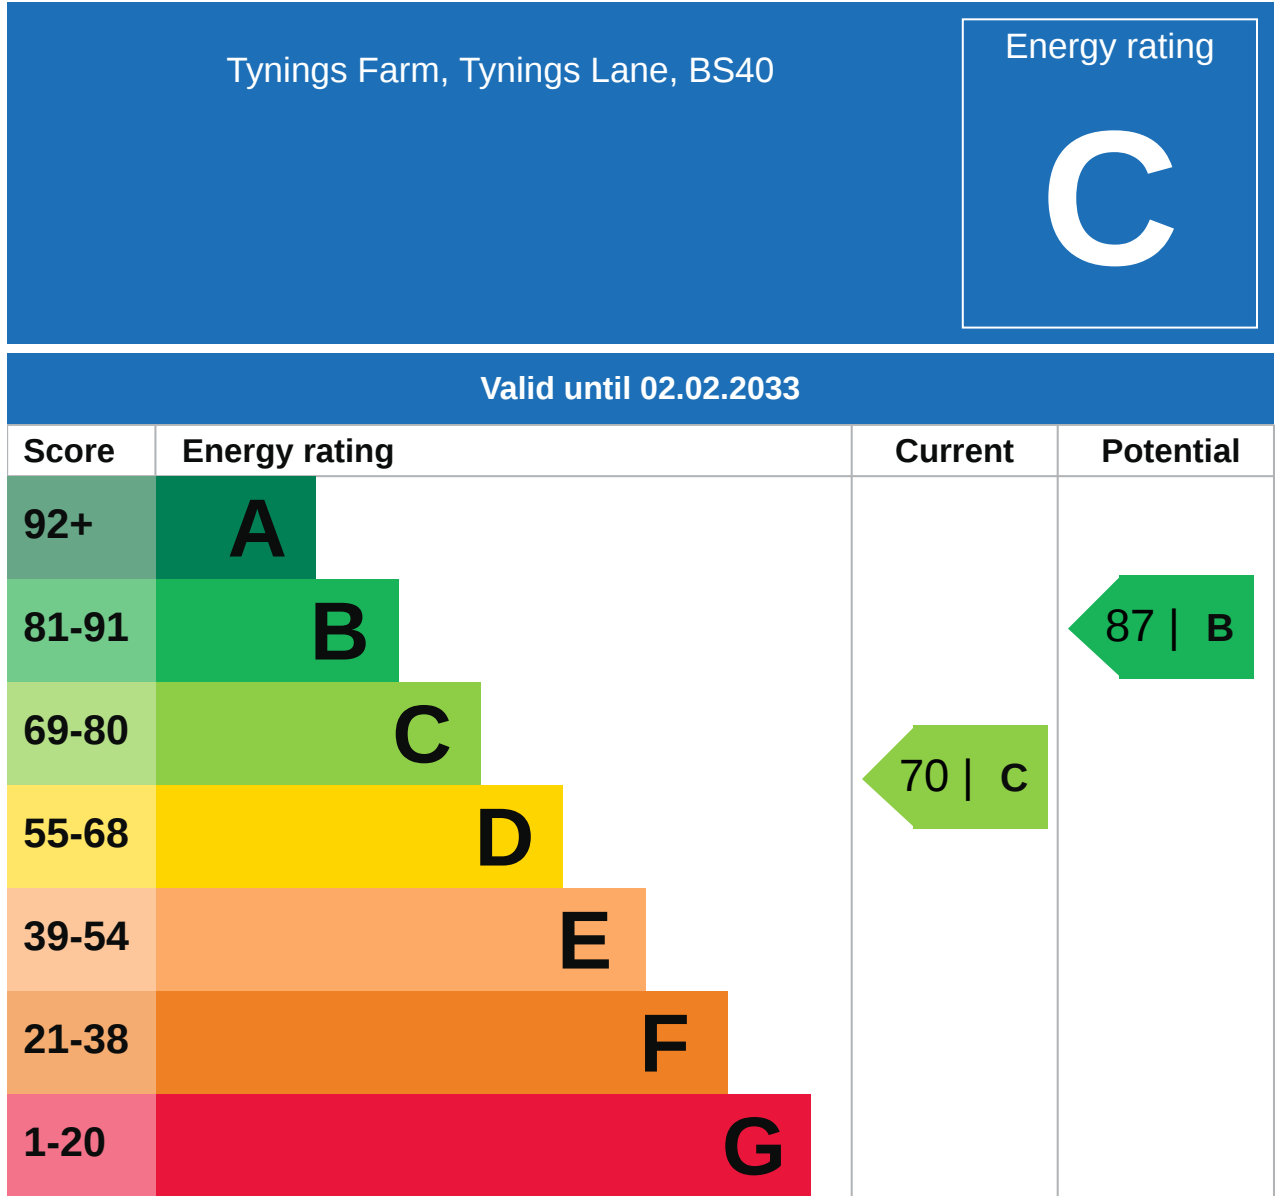 Tynings Farm, Tynings Lane, BS40
Energy rating
C
Valid until 02.02.2033
Score Energy rating Current Potential
92+ A
81-91 B
87 | B
69-80 C
70 | C
55-68 D
39-54 E
21-38 F
1-20 G